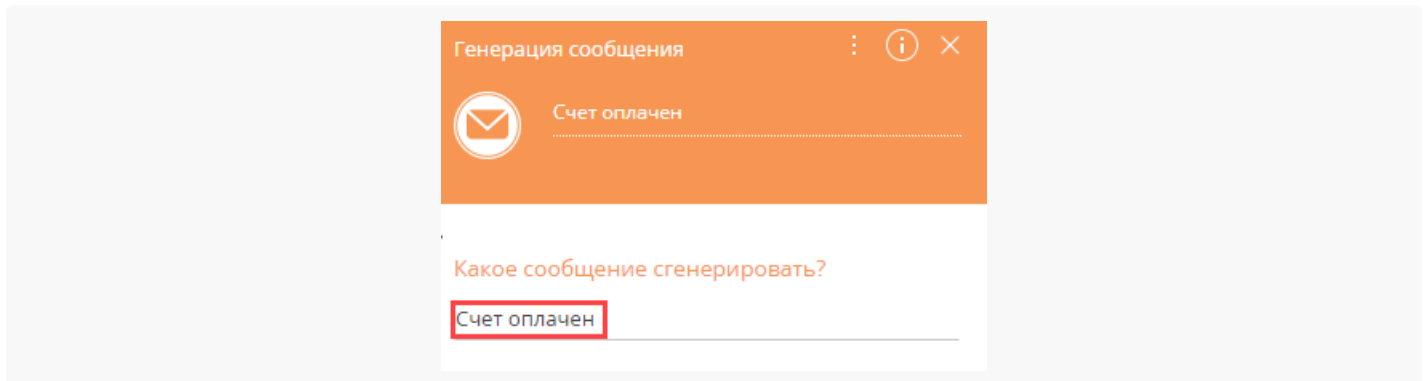 Генерация сообщения
Счет оплачен
Какое сообщение сгенерировать?
Счет оплачен